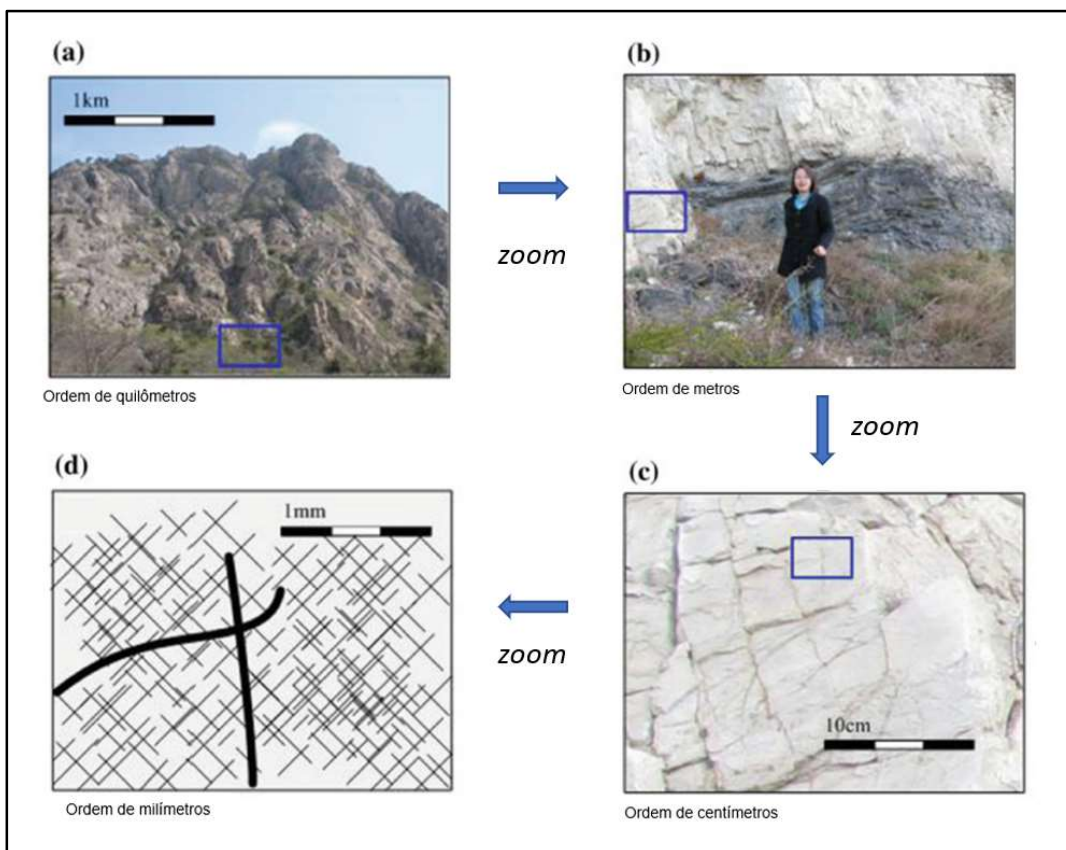 (a)
1km
Ordem de quilômetros
zoom
(b)
Ordem de metros
zoom
(c)
10cm
Ordem de centímetros
zoom
(d)
1mm
Ordem de milímetros